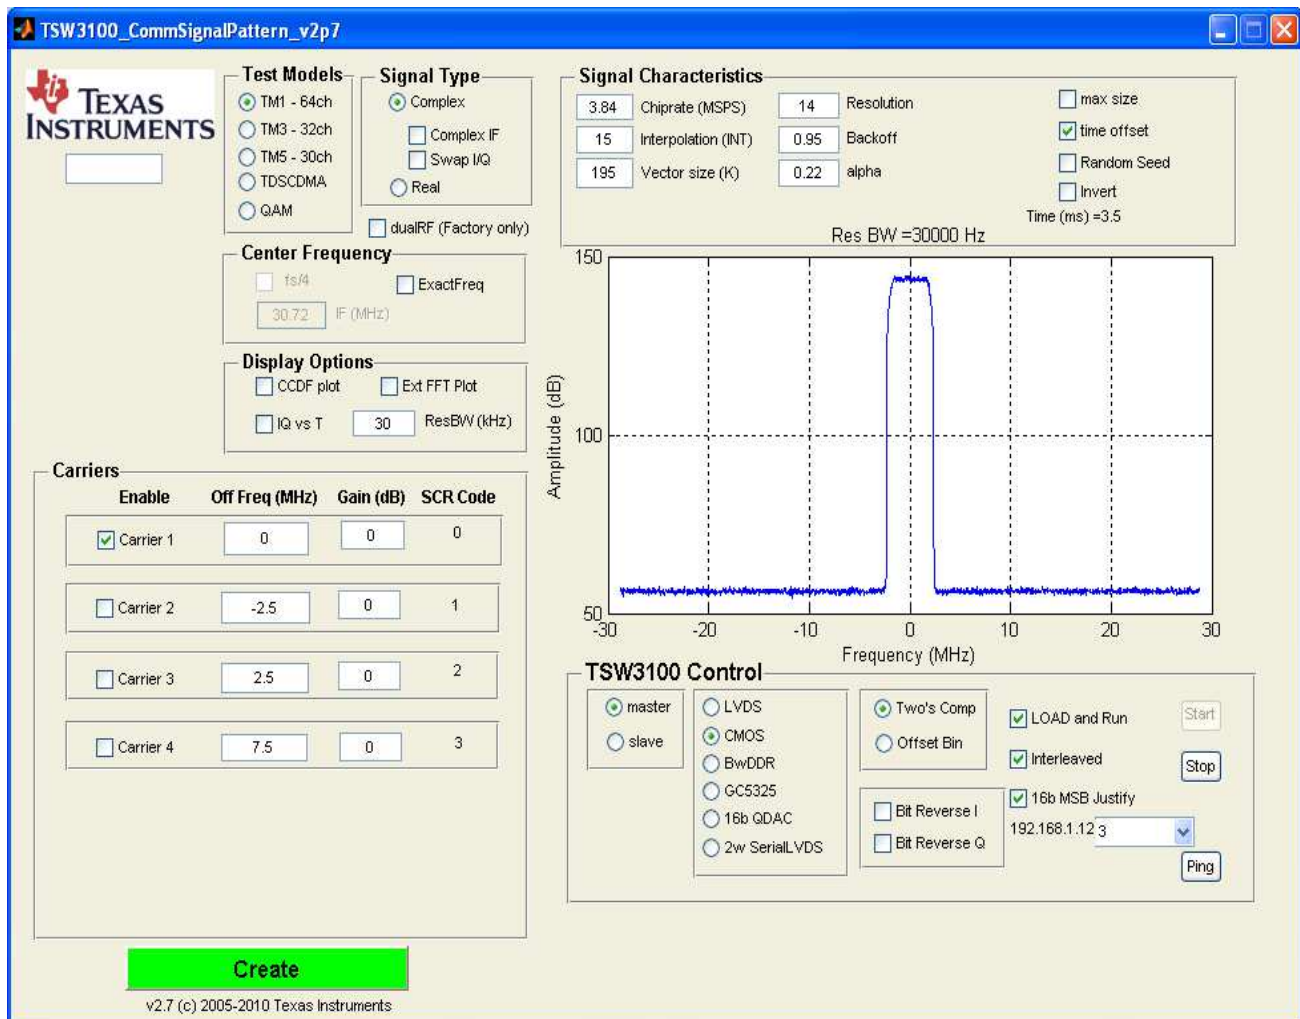 TSW3100_CommSignalPattern_v2p7
TEXAS
INSTRUMENTS
Test Models
TM1 - 64ch
TM3 - 32ch
TM5 - 30ch
TDSCDMA
QAM
Signal Type
Complex
Complex IF
Swap I/Q
Real
dualRF (Factory only)
Signal Characteristics
3.84 Chiprate (MSPS) 14 Resolution
15 Interpolation (INT) 0.95 Backoff
195 Vector size (K) 0.22 alpha
max size
time offset
Random Seed
Invert
Time (ms) =3.5
Center Frequency
fs/4 ExactFreq
30.72 IF (MHz)
Display Options
CCDF plot Ext FFT Plot
IQ vs T 30 ResBW (kHz)
Res BW =30000 Hz
150
100
50
Amplitude (dB)
-30 -20 -10 0 10 20 30
Frequency (MHz)
Carriers
Enable Off Freq (MHz) Gain (dB) SCR Code
Carrier 1 0 0 0
Carrier 2 -2.5 0 1
Carrier 3 2.5 0 2
Carrier 4 7.5 0 3
TSW3100 Control
master
slave
LVDS
CMOS
BwDDR
GC5325
16b QDAC
2w SerialLVDS
Two's Comp
Offset Bin
Bit Reverse I
Bit Reverse Q
LOAD and Run
Interleaved
16b MSB Justify
192.168.1.12 3
Start
Stop
Ping
Create
v2.7 (c) 2005-2010 Texas Instruments